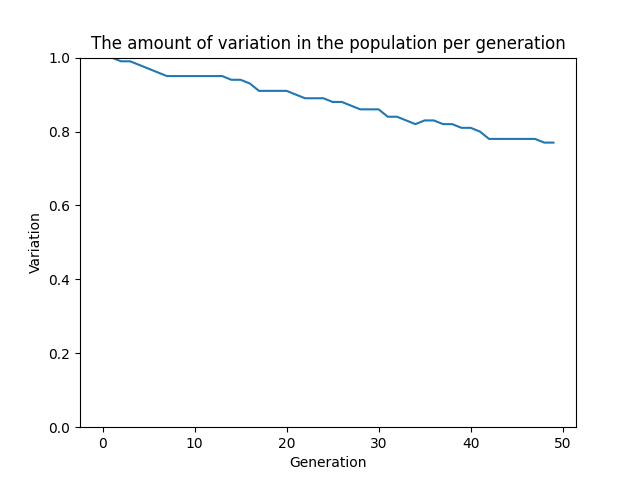 The amount of variation in the population per generation
1.0
0.8
0.6
0.4
0.2
0.0
Variation
0 10 20 30 40 50
Generation